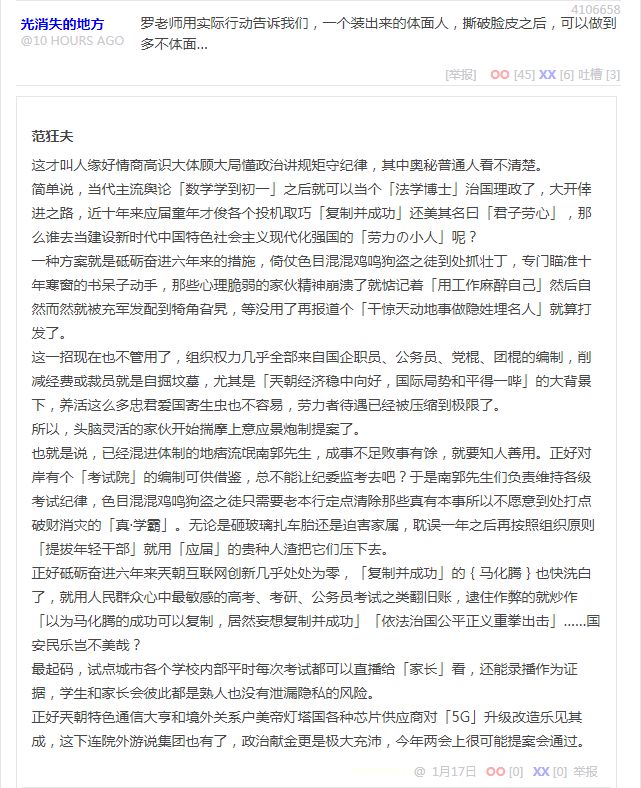 4106658
光消失的地方
@10 HOURS AGO
罗老师用实际行动告诉我们，一个装出来的体面人，撕破脸皮之后，可以做到
多不体面...
[举报] OO [45] XX [6] 吐槽 [3]
范狂夫
这才叫人缘好情商高识大体顾大局懂政治讲规矩守纪律，其中奥秘普通人看不清楚。
简单说，当代主流舆论「数学学到初一」之后就可以当个「法学博士」治国理政了，大开倖
进之路，近十年来应届童年才俊各个投机取巧「复制并成功」还美其名曰「君子劳心」，那
么谁去当建设新时代中国特色社会主义现代化强国的「劳力の小人」呢？
一种方案就是砥砺奋进六年来的措施，倚仗色目混混鸡鸣狗盗之徒到处抓壮丁，专门瞄准十
年寒窗的书呆子动手，那些心理脆弱的家伙精神崩溃了就惦记着「用工作麻醉自己」然后自
然而然就被充军发配到犄角旮旯，等没用了再报道个「干惊天动地事做隐姓埋名人」就算打
发了。
这一招现在也不管用了，组织权力几乎全部来自国企职员、公务员、党棍、团棍的编制，削
减经费或裁员就是自掘坟墓，尤其是「天朝经济稳中向好，国际局势和平得一哔」的大背景
下，养活这么多忠君爱国寄生虫也不容易，劳力者待遇已经被压缩到极限了。
所以，头脑灵活的家伙开始揣摩上意应景炮制提案了。
也就是说，已经混进体制的地痞流氓南郭先生，成事不足败事有馀，就要知人善用。正好对
岸有个「考试院」的编制可供借鉴，总不能让纪委监考去吧？于是南郭先生们负责维持各级
考试纪律，色目混混鸡鸣狗盗之徒只需要老本行定点清除那些真有本事所以不愿意到处打点
破财消灾的「真·学霸」。无论是砸玻璃扎车胎还是迫害家属，耽误一年之后再按照组织原则
「提拔年轻干部」就用「应届」的贵种人渣把它们压下去。
正好砥砺奋进六年来天朝互联网创新几乎处处为零，「复制并成功」的｛马化腾｝也快洗白
了，就用人民群众心中最敏感的高考、考研、公务员考试之类翻旧账，逮住作弊的就炒作
「以为马化腾的成功可以复制，居然妄想复制并成功」「依法治国公平正义重拳出击」……国
安民乐岂不美哉？
最起码，试点城市各个学校内部平时每次考试都可以直播给「家长」看，还能录播作为证
据，学生和家长会彼此都是熟人也没有泄漏隐私的风险。
正好天朝特色通信大亨和境外关系户美帝灯塔国各种芯片供应商对「5G」升级改造乐见其
成，这下连院外游说集团也有了，政治献金更是极大充沛，今年两会上很可能提案会通过。
@ 1月17日 OO [0] XX [0] 举报